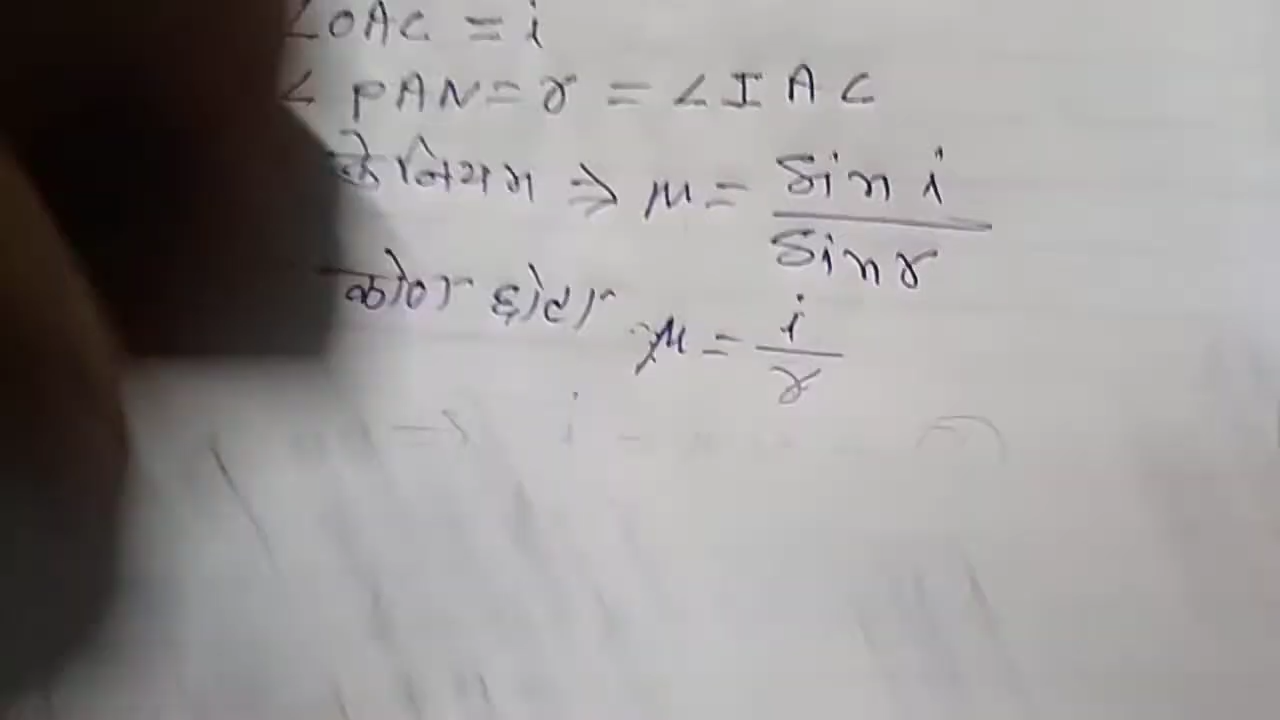 ∠OAC = i
∠PAN = r = ∠IAC
के नियम ⇒ μ = sin i / sin r
कोण छोटा μ = i / r